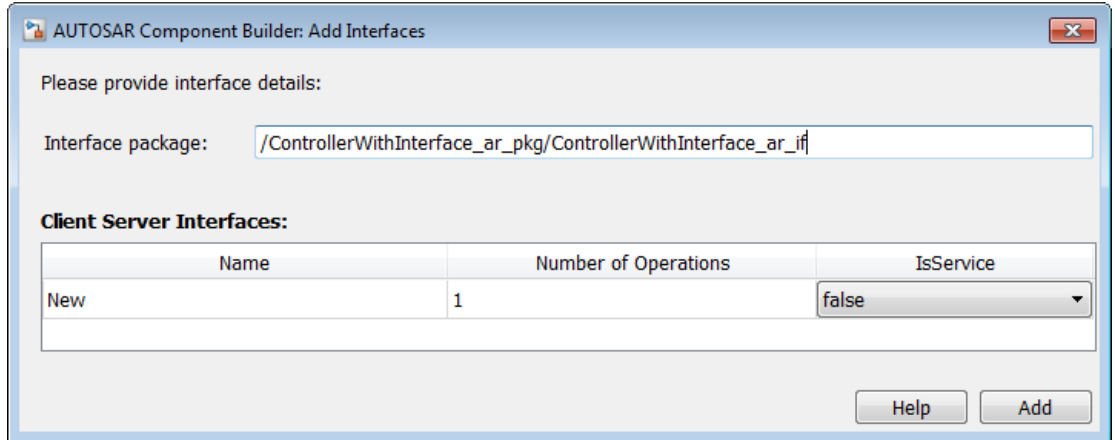 AUTOSAR Component Builder: Add Interfaces
Please provide interface details:
Interface package: /ControllerWithInterface_ar_pkg/ControllerWithInterface_ar_if
Client Server Interfaces:
Name Number of Operations IsService
New 1 false
Help Add